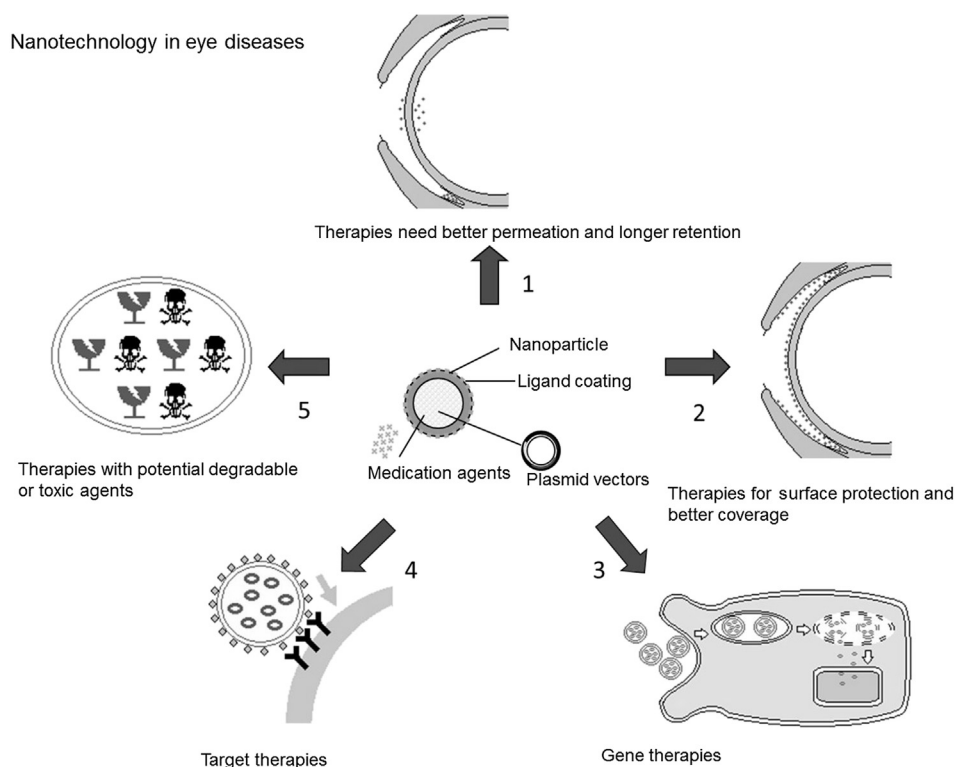 Nanotechnology in eye diseases
Therapies need better permeation and longer retention
1
Nanoparticle
Ligand coating
Medication agents
Plasmid vectors
2
Therapies for surface protection and
better coverage
3
Gene therapies
4
Target therapies
5
Therapies with potential degradable
or toxic agents